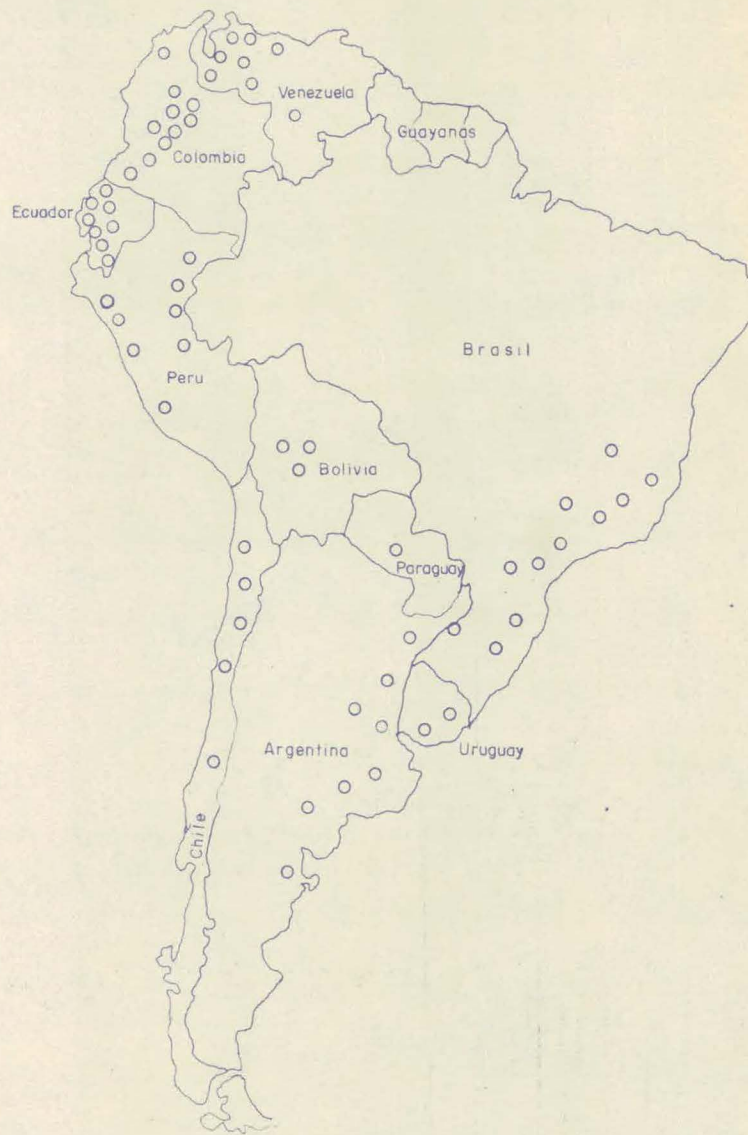 Venezuela
Guayanas
Colombia
Ecuador
Brasil
Peru
Bolivia
Paraguay
Argentina
Uruguay
Chile